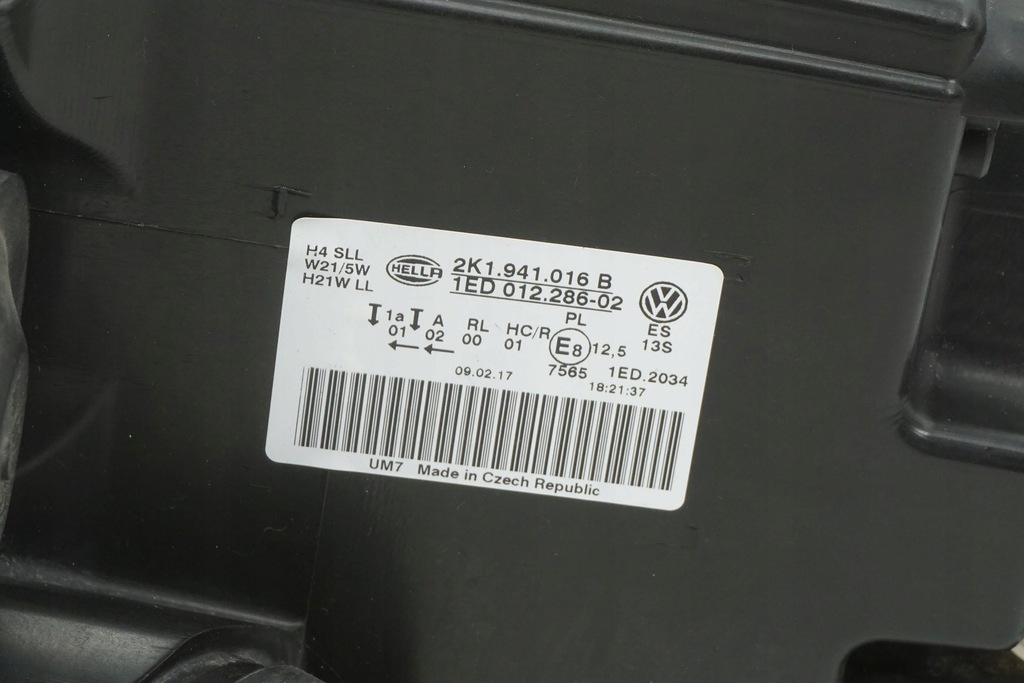 H4 SLL
W21/5W
H21W LL
HELLA
2K1.941.016 B
1ED 012.286-02
1a A RL HC/R PL
01 02 00 01 E8 12,5
7565 1ED.2034
ES
13S
09.02.17 18:21:37
UM7 Made in Czech Republic